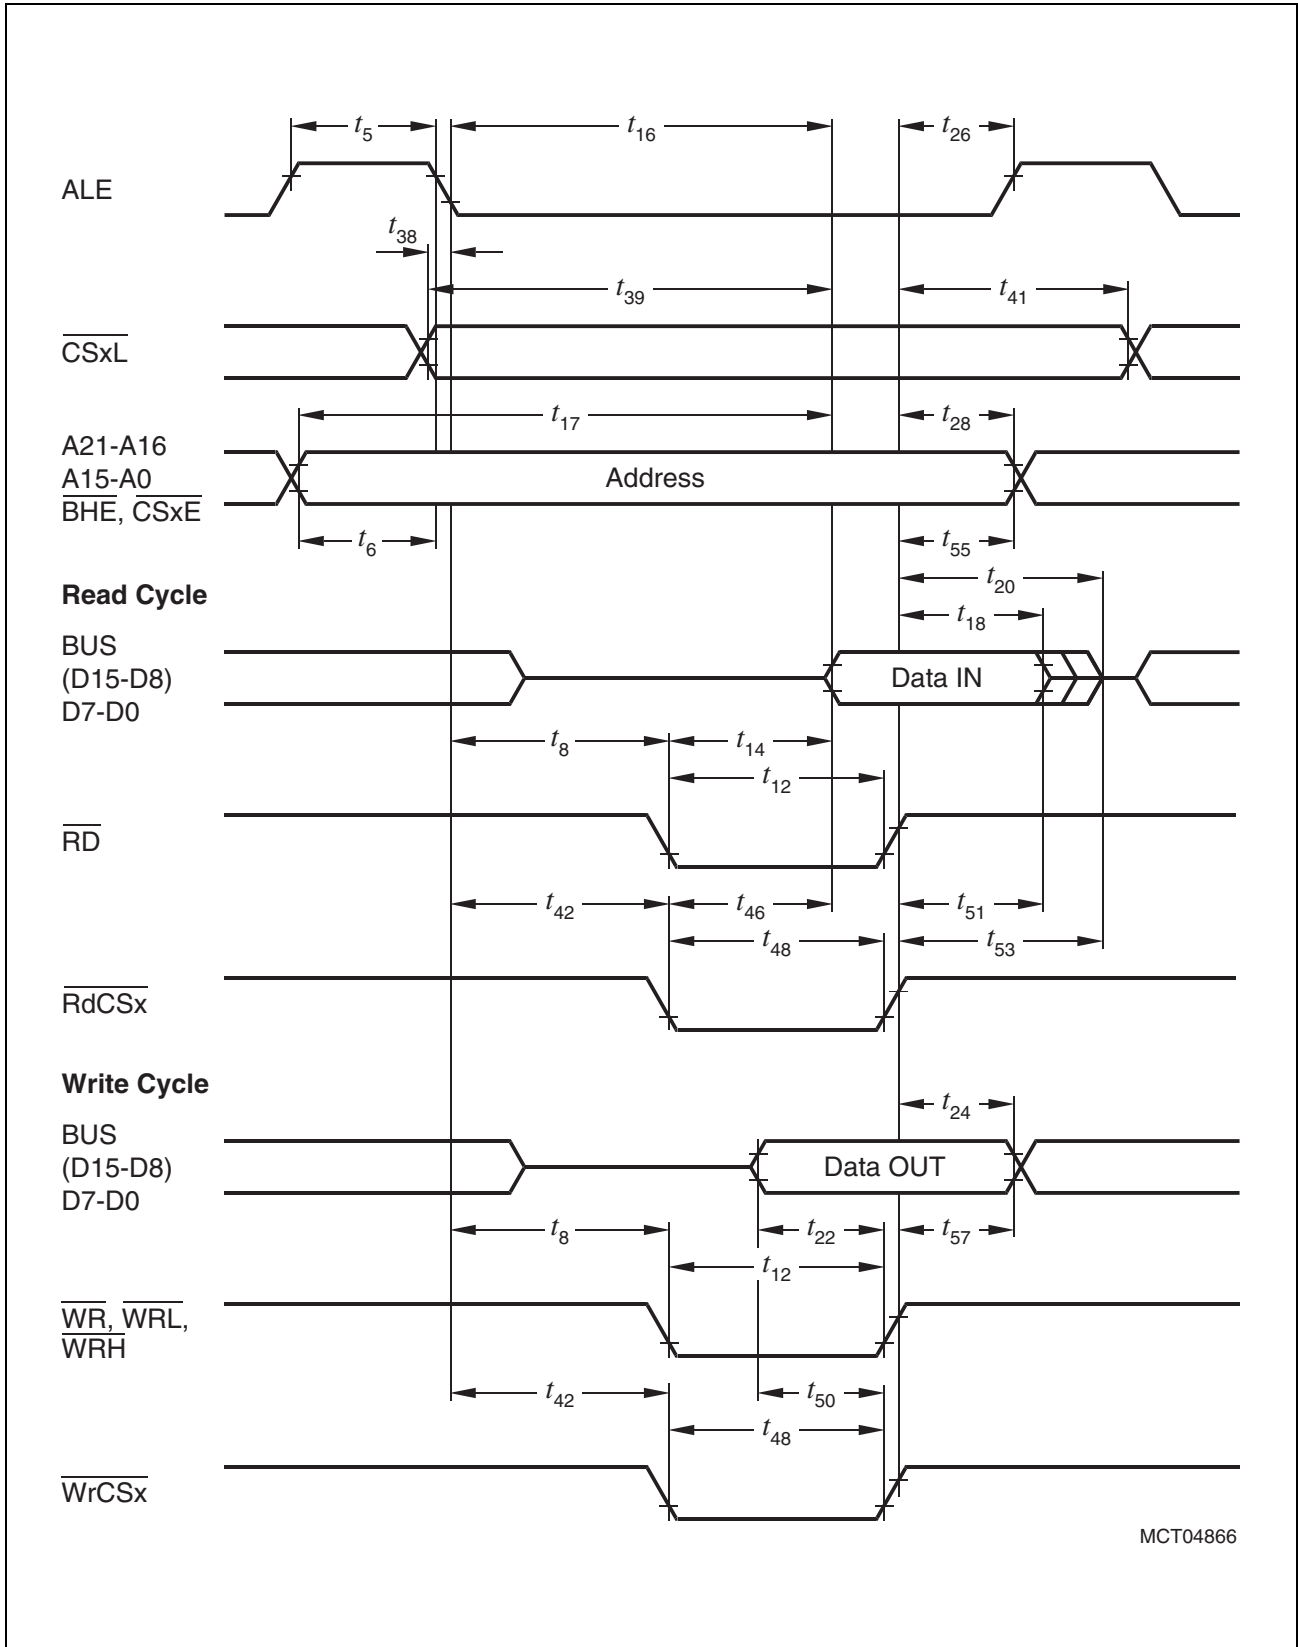 t5 t16 t26
ALE
t38
t39 t41
CSxL
t17 t28
A21-A16
A15-A0
BHE, CSxE
Address
t6 t55
t20
Read Cycle
t18
BUS
(D15-D8)
D7-D0
Data IN
t8 t14
t12
RD
t42 t46 t51
t48 t53
RdCSx
Write Cycle
t24
BUS
(D15-D8)
D7-D0
Data OUT
t8 t22 t57
t12
WR, WRL,
WRH
t42 t50
t48
WrCSx
MCT04866